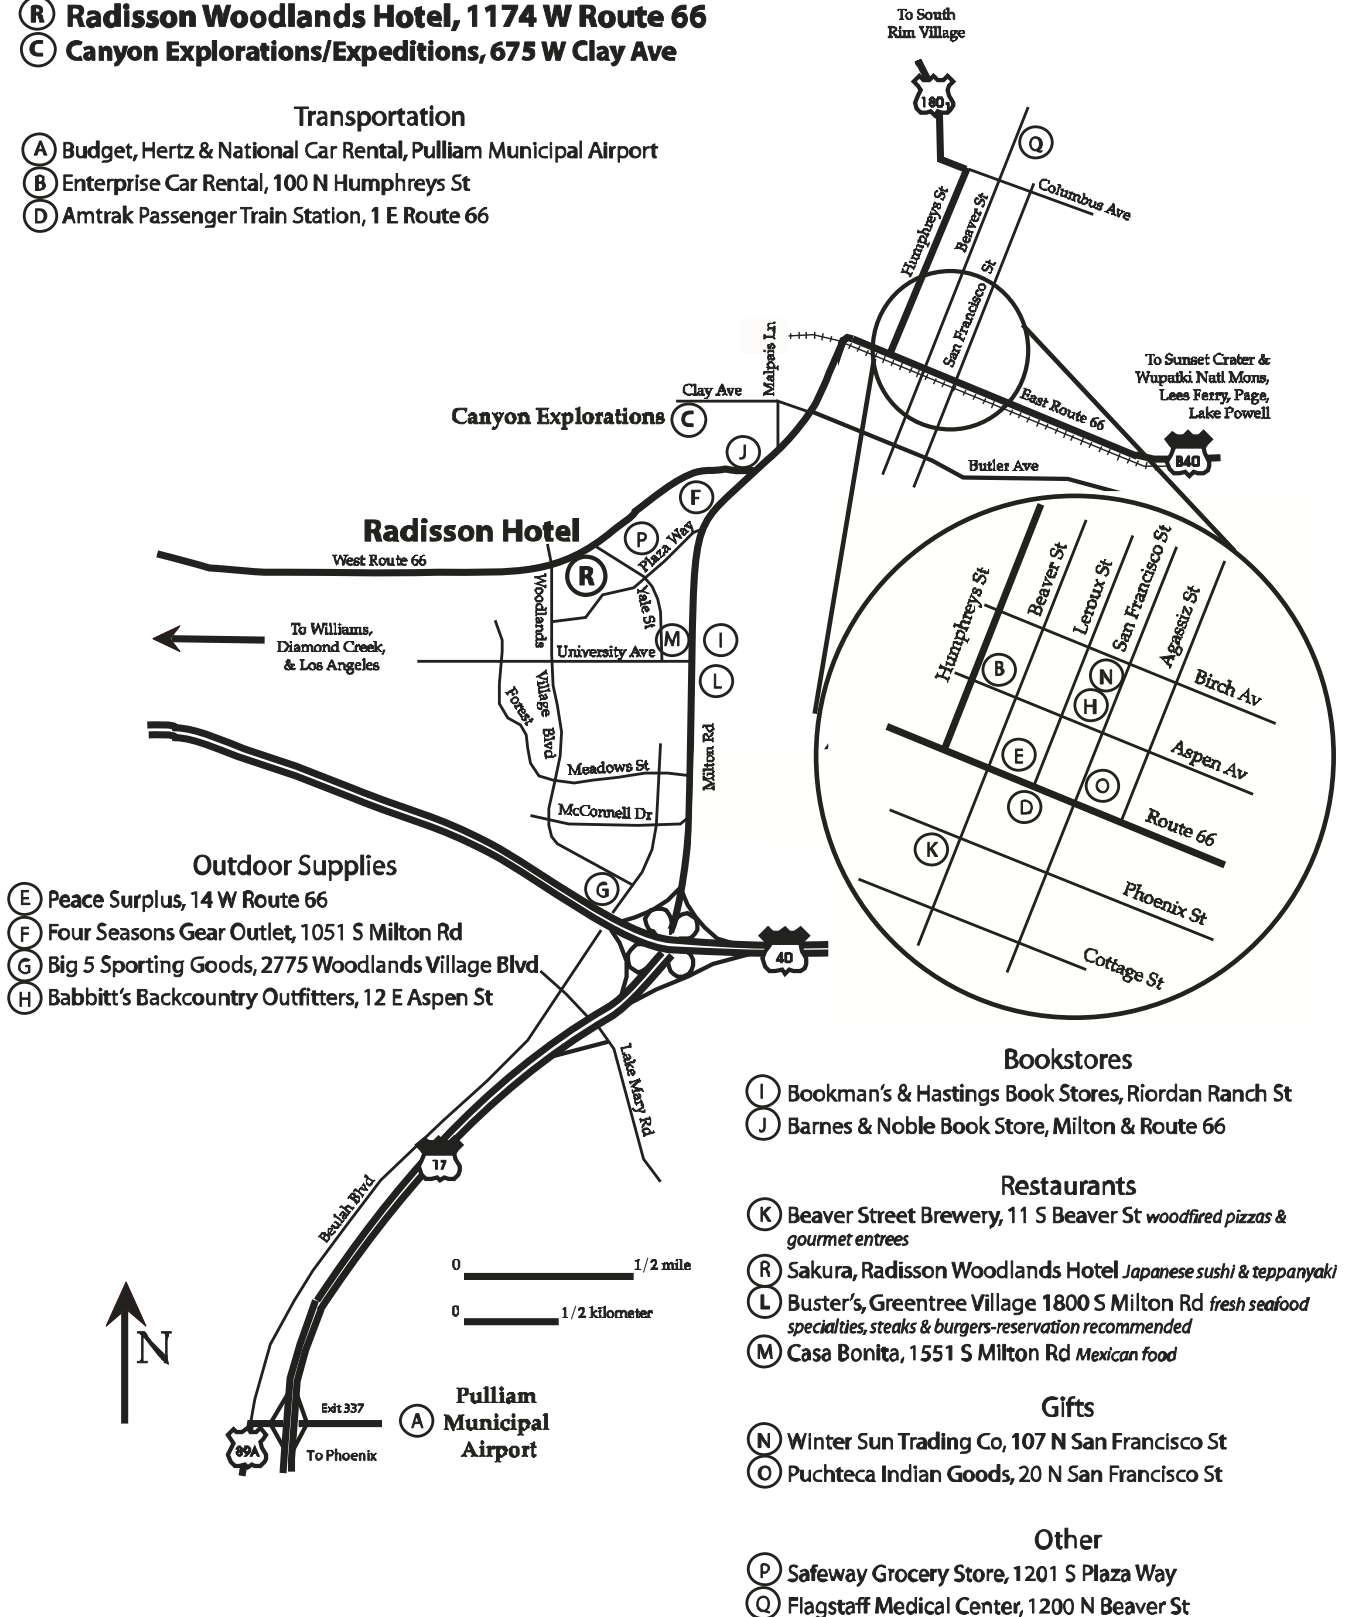 R Radisson Woodlands Hotel, 1174 W Route 66
C Canyon Explorations/Expeditions, 675 W Clay Ave
Transportation
A Budget, Hertz & National Car Rental, Pulliam Municipal Airport
B Enterprise Car Rental, 100 N Humphreys St
D Amtrak Passenger Train Station, 1 E Route 66
To South
Rim Village
180
Q
Columbus Ave
Humphreys St
Beaver St
San Francisco St
Malpais Ln
Clay Ave
Canyon Explorations C
J
East Route 66
To Sunset Crater &
Wupatki Natl Mons,
Lees Ferry, Page,
Lake Powell
B40
Butler Ave
F
P
Plaza Way
Radisson Hotel
R
West Route 66
Woodlands
Village
Blvd
Yale St
M
I
L
University Ave
To Williams,
Diamond Creek,
& Los Angeles
Forest
Meadows St
McConnell Dr
Milton Rd
G
40
Humphreys St
Beaver St
Leroux St
San Francisco St
Agassiz St
B
N
H
E
O
D
K
Birch Av
Aspen Av
Route 66
Phoenix St
Cottage St
Outdoor Supplies
E Peace Surplus, 14 W Route 66
F Four Seasons Gear Outlet, 1051 S Milton Rd
G Big 5 Sporting Goods, 2775 Woodlands Village Blvd
H Babbitt's Backcountry Outfitters, 12 E Aspen St
Lake Mary Rd
17
Beulah Blvd
0 1/2 mile
0 1/2 kilometer
N
Exit 337
89A
To Phoenix
A
Pulliam
Municipal
Airport
Bookstores
I Bookman's & Hastings Book Stores, Riordan Ranch St
J Barnes & Noble Book Store, Milton & Route 66
Restaurants
K Beaver Street Brewery, 11 S Beaver St woodfired pizzas &
gourmet entrees
R Sakura, Radisson Woodlands Hotel Japanese sushi & teppanyaki
L Buster's, Greentree Village 1800 S Milton Rd fresh seafood
specialties, steaks & burgers-reservation recommended
M Casa Bonita, 1551 S Milton Rd Mexican food
Gifts
N Winter Sun Trading Co, 107 N San Francisco St
O Puchteca Indian Goods, 20 N San Francisco St
Other
P Safeway Grocery Store, 1201 S Plaza Way
Q Flagstaff Medical Center, 1200 N Beaver St